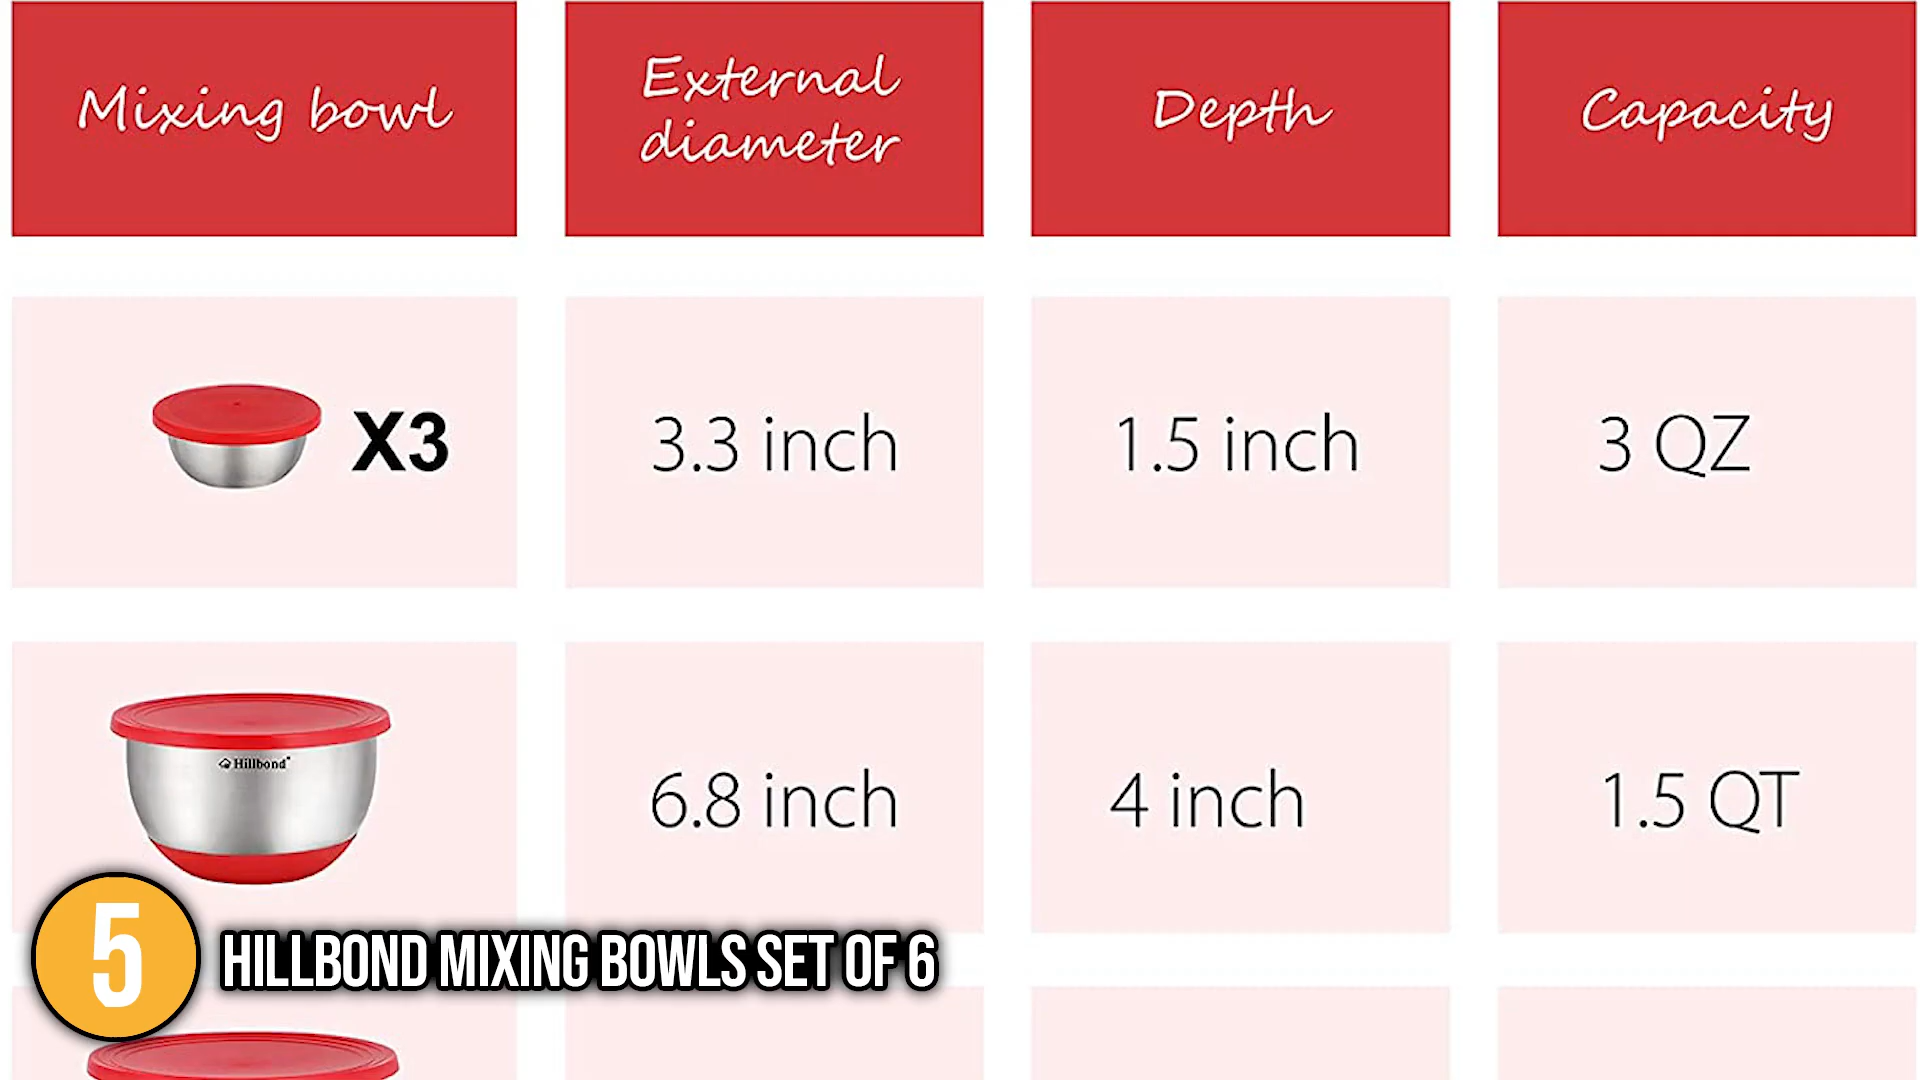 Mixing bowl
External
diameter
Depth
Capacity
X3
3.3 inch
1.5 inch
3 QZ
Hillbond
6.8 inch
4 inch
1.5 QT
5
HILLBOND MIXING BOWLS SET OF 6